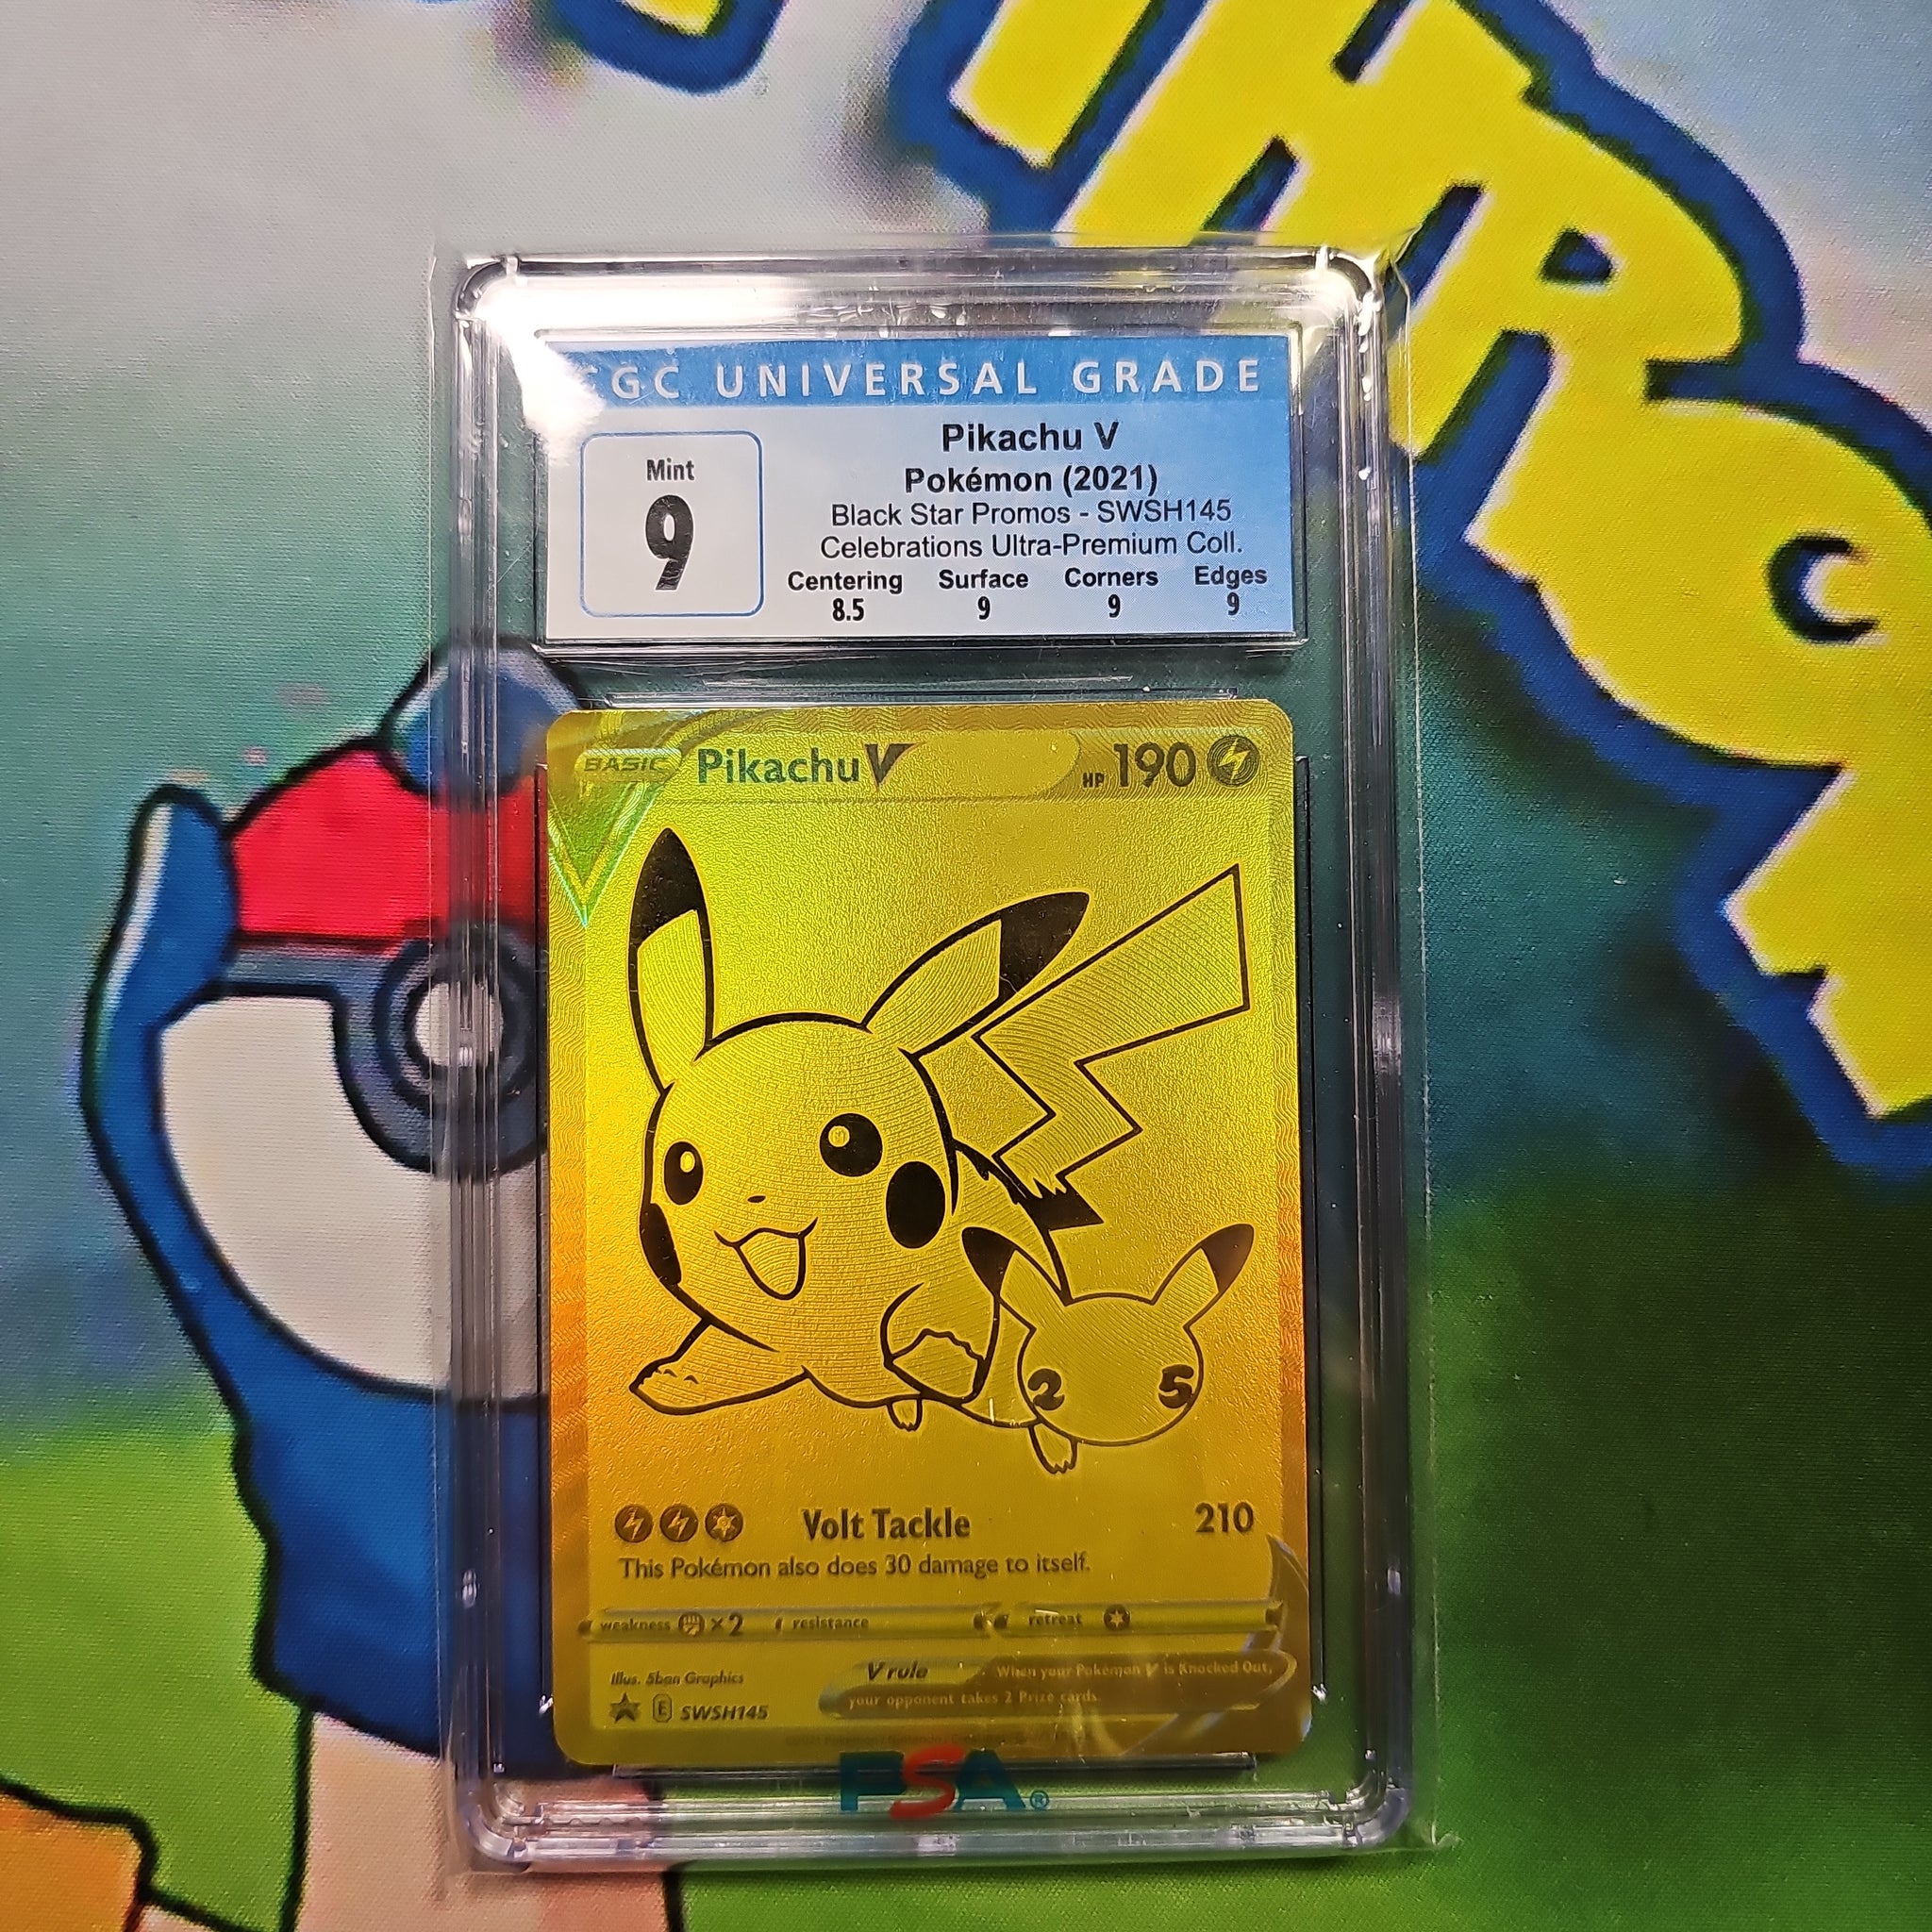 CGC UNIVERSAL GRADE
Mint
9
Pikachu V
Pokémon (2021)
Black Star Promos - SWSH145
Celebrations Ultra-Premium Coll.
Centering Surface Corners Edges
8.5 9 9 9
BASIC Pikachu V HP 190
2 5
Volt Tackle 210
This Pokémon also does 30 damage to itself.
weakness ×2 resistance retreat
Illus. 5ban Graphics
V rule When your Pokémon V is Knocked Out,
your opponent takes 2 Prize cards.
E SWSH145
PSA®